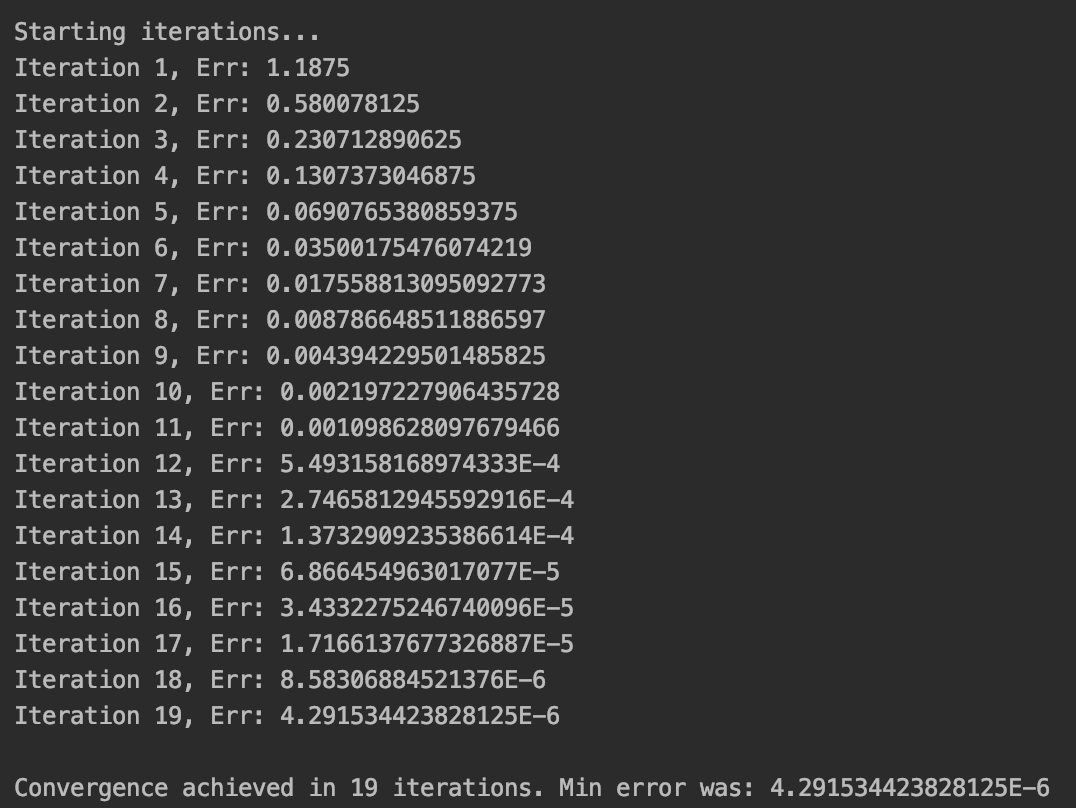 Starting iterations...
Iteration 1, Err: 1.1875
Iteration 2, Err: 0.580078125
Iteration 3, Err: 0.230712890625
Iteration 4, Err: 0.1307373046875
Iteration 5, Err: 0.0690765380859375
Iteration 6, Err: 0.03500175476074219
Iteration 7, Err: 0.017558813095092773
Iteration 8, Err: 0.008786648511886597
Iteration 9, Err: 0.004394229501485825
Iteration 10, Err: 0.002197227906435728
Iteration 11, Err: 0.001098628097679466
Iteration 12, Err: 5.493158168974333E-4
Iteration 13, Err: 2.7465812945592916E-4
Iteration 14, Err: 1.3732909235386614E-4
Iteration 15, Err: 6.866454963017077E-5
Iteration 16, Err: 3.4332275246740096E-5
Iteration 17, Err: 1.7166137677326887E-5
Iteration 18, Err: 8.58306884521376E-6
Iteration 19, Err: 4.291534423828125E-6
Convergence achieved in 19 iterations. Min error was: 4.291534423828125E-6